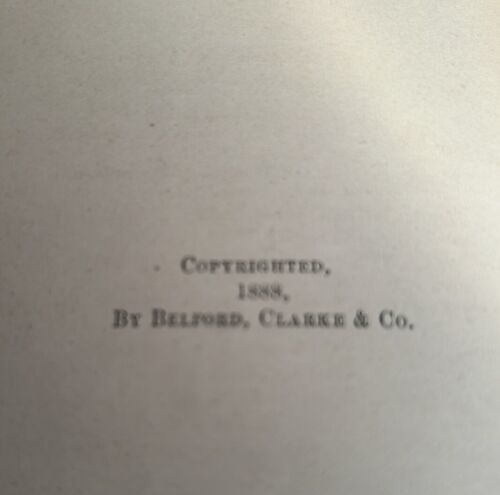 Copyrighted,
1888,
By Belford, Clarke & Co.